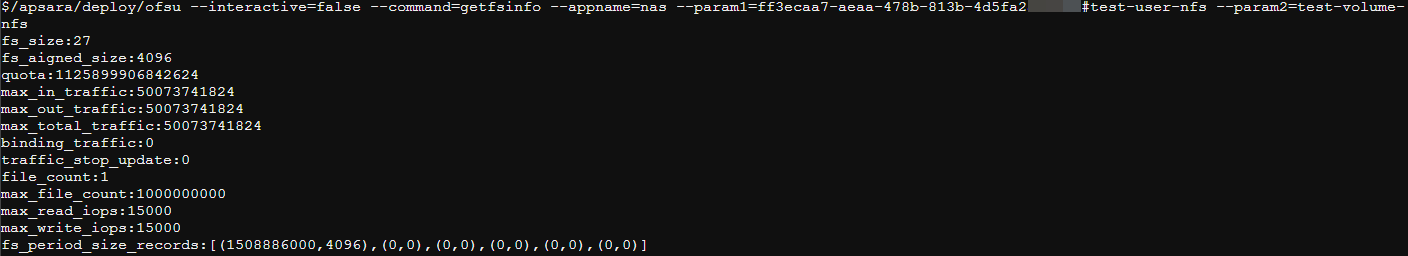 $/apsara/deploy/ofsu --interactive=false --command=getfsinfo --appname=nas --param1=ff3ecaa7-aeaa-478b-813b-4d5fa2 #test-user-nfs --param2=test-volume-
nfs
fs_size:27
fs_aigned_size:4096
quota:1125899906842624
max_in_traffic:50073741824
max_out_traffic:50073741824
max_total_traffic:50073741824
binding_traffic:0
traffic_stop_update:0
file_count:1
max_file_count:1000000000
max_read_iops:15000
max_write_iops:15000
fs_period_size_records:[(1508886000,4096),(0,0),(0,0),(0,0),(0,0),(0,0)]